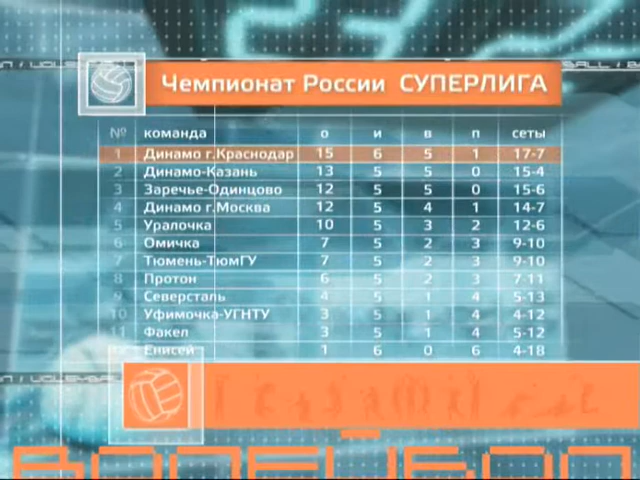 Чемпионат России СУПЕРЛИГА
№ команда о и в п сеты
1 Динамо г.Краснодар 15 6 5 1 17-7
2 Динамо-Казань 13 5 5 0 15-4
3 Заречье-Одинцово 12 5 5 0 15-6
4 Динамо г.Москва 12 5 4 1 14-7
5 Уралочка 10 5 3 2 12-6
6 Омичка 7 5 2 3 9-10
7 Тюмень-ТюмГУ 7 5 2 3 9-10
8 Протон 6 5 2 3 7-11
9 Северсталь 4 5 1 4 5-13
10 Уфимочка-УГНТУ 3 5 1 4 4-12
11 Факел 3 5 1 4 5-12
Енисей 1 6 0 6 4-18
ВОЛЕЙБОЛ